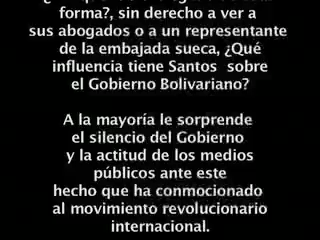 forma?, sin derecho a ver a
sus abogados o a un representante
de la embajada sueca, ¿Qué
influencia tiene Santos sobre
el Gobierno Bolivariano?
A la mayoría le sorprende
el silencio del Gobierno
y la actitud de los medios
públicos ante este
hecho que ha conmocionado
al movimiento revolucionario
internacional.